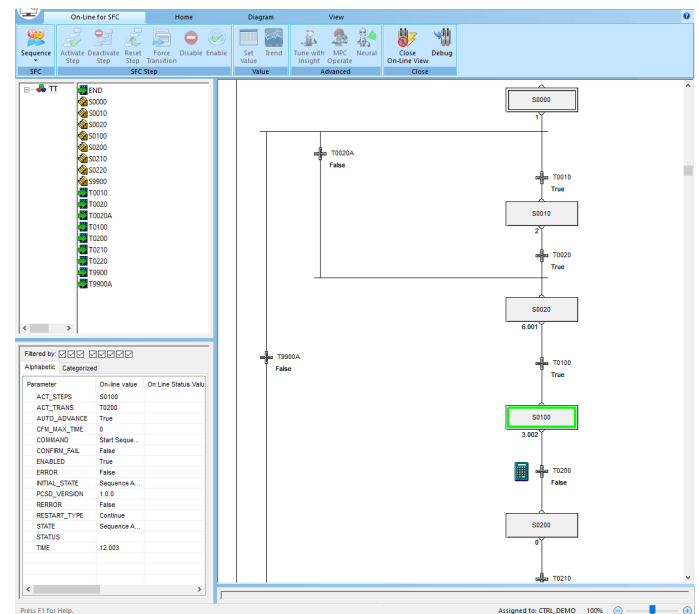 On-Line for SFC Home Diagram View
Sequence Activate Step Deactivate Step Reset Step Force Transition Disable Enable Set Value Trend Tune with Insight MPC Operate Neural Close On-Line View Debug
SFC SFC Step Value Advanced Close
TT
END
S0000
S0010
S0020
S0100
S0200
S0210
S0220
S9900
T0010
T0020
T0020A
T0100
T0200
T0210
T0220
T9900
T9900A
Filtered by:
Alphabetic Categorized
Parameter On-line value On Line Status Valu
ACT_STEPS S0100
ACT_TRANS T0200
AUTO_ADVANCE True
CFM_MAX_TIME 0
COMMAND Start Seque...
CONFIRM_FAIL False
ENABLED True
ERROR False
INITIAL_STATE Sequence A...
PCSD_VERSION 1.0.0
RERROR False
RESTART_TYPE Continue
STATE Sequence A...
STATUS
TIME 12.003
S0000
1
T0020A
False
T0010
True
S0010
2
T0020
True
S0020
6.001
T9900A
False
T0100
True
S0100
3.002
T0200
False
S0200
0
T0210
Press F1 for Help. Assigned to: CTRL_DEMO 100%